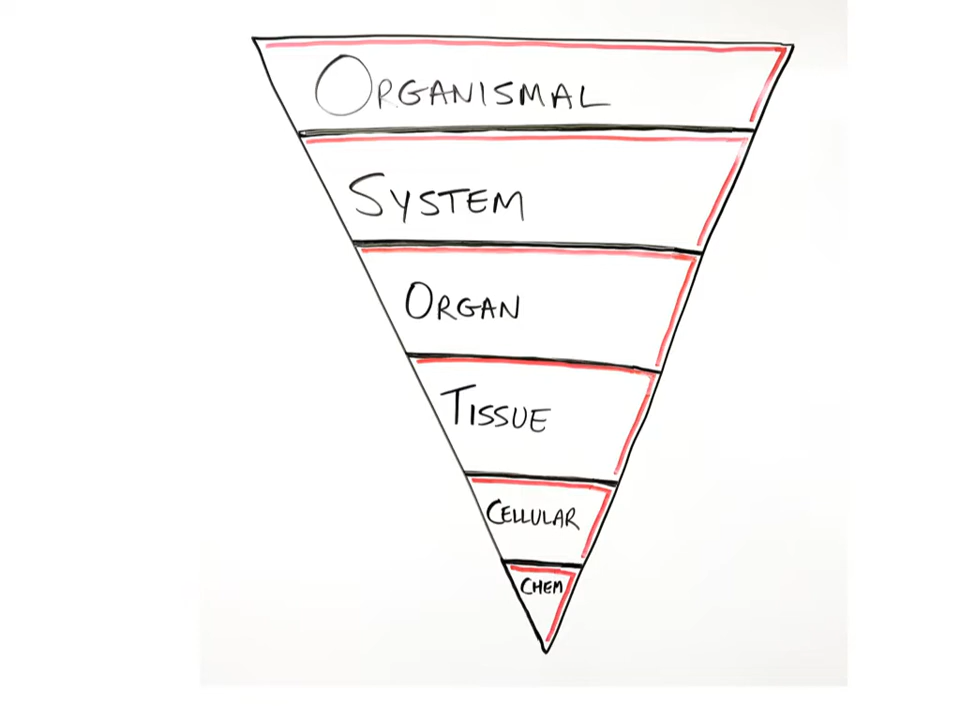 ORGANISMAL
SYSTEM
ORGAN
TISSUE
CELLULAR
CHEM